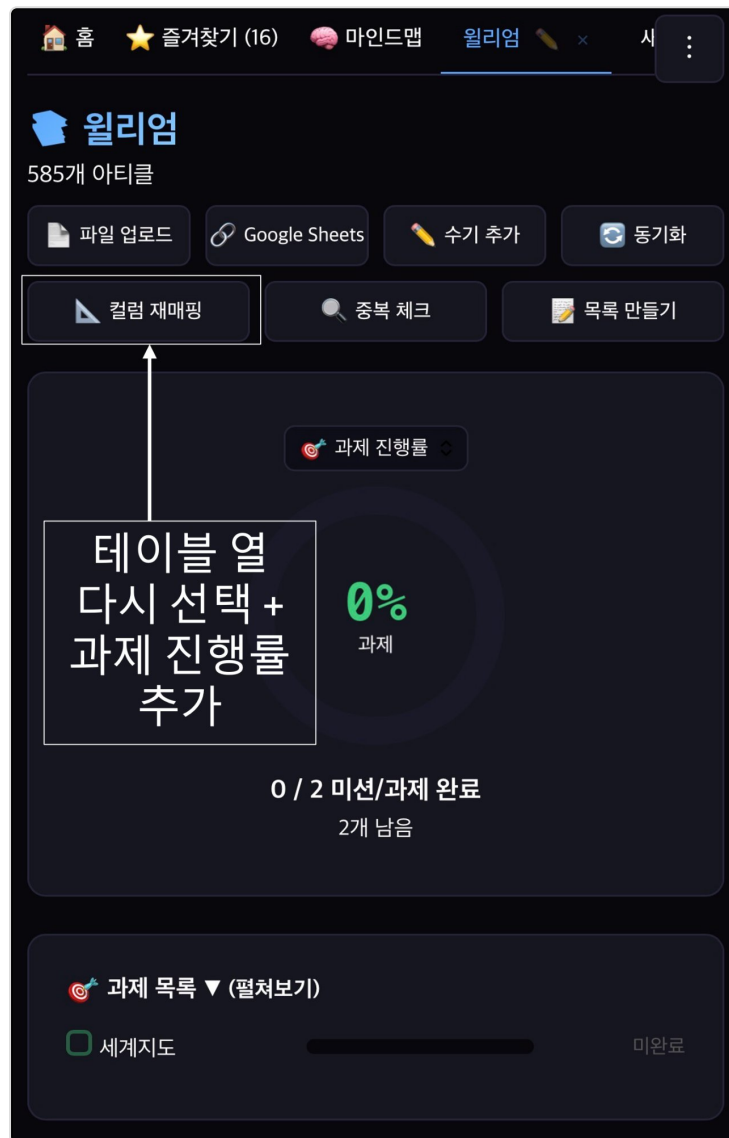 홈 즐겨찾기 (16) 마인드맵 윌리엄 ×
윌리엄
585개 아티클
파일 업로드 Google Sheets 수기 추가 동기화
컬럼 재매핑 중복 체크 목록 만들기
과제 진행률
테이블 열
다시 선택 +
과제 진행률
추가
0%
과제
0 / 2 미션/과제 완료
2개 남음
과제 목록 ▼ (펼쳐보기)
세계지도 미완료